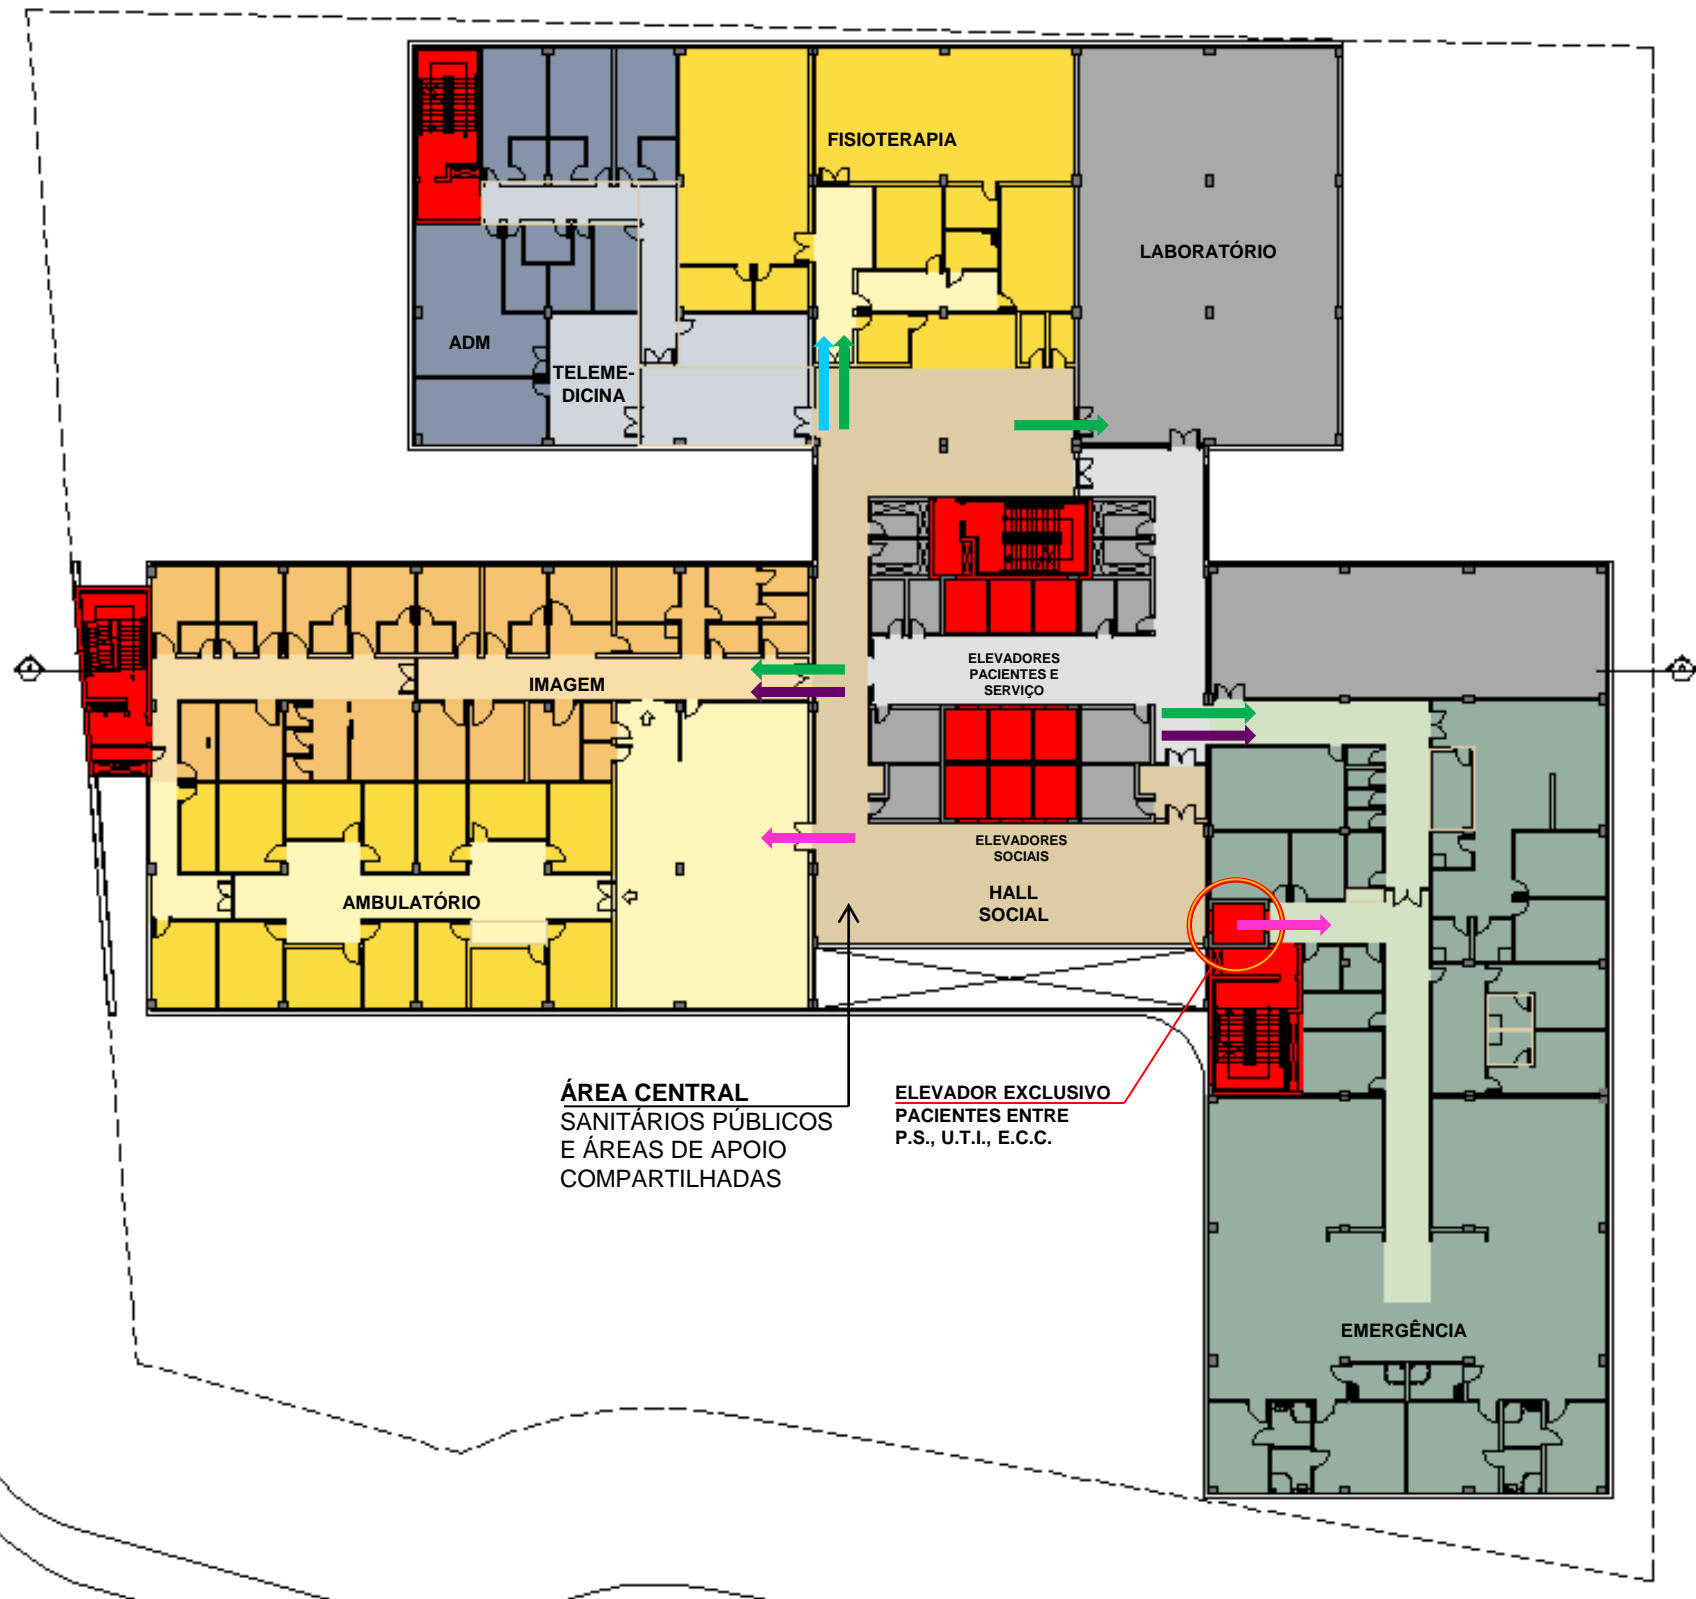 FISIOTERAPIA
LABORATÓRIO
ADM
TELEME-
DICINA
ELEVADORES
PACIENTES E
SERVIÇO
IMAGEM
ELEVADORES
SOCIAIS
HALL
SOCIAL
AMBULATÓRIO
ÁREA CENTRAL
SANITÁRIOS PÚBLICOS
E ÁREAS DE APOIO
COMPARTILHADAS
ELEVADOR EXCLUSIVO
PACIENTES ENTRE
P.S., U.T.I., E.C.C.
EMERGÊNCIA